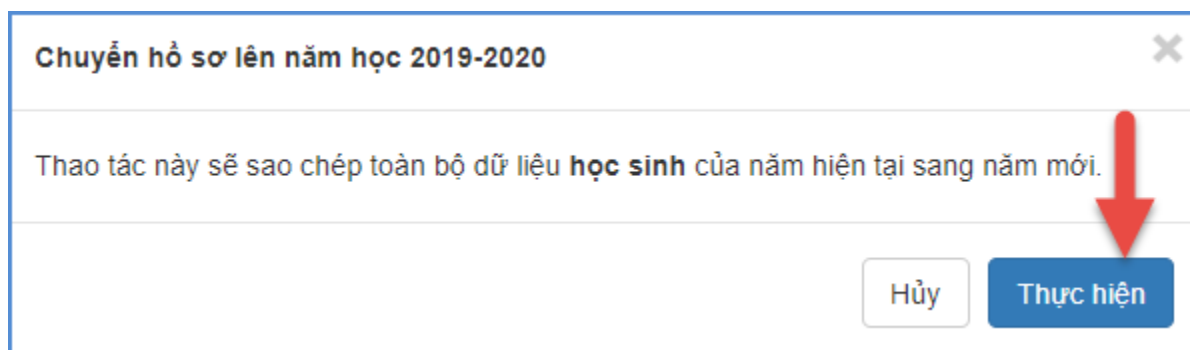 Chuyển hồ sơ lên năm học 2019-2020
Thao tác này sẽ sao chép toàn bộ dữ liệu học sinh của năm hiện tại sang năm mới.
Hủy
Thực hiện